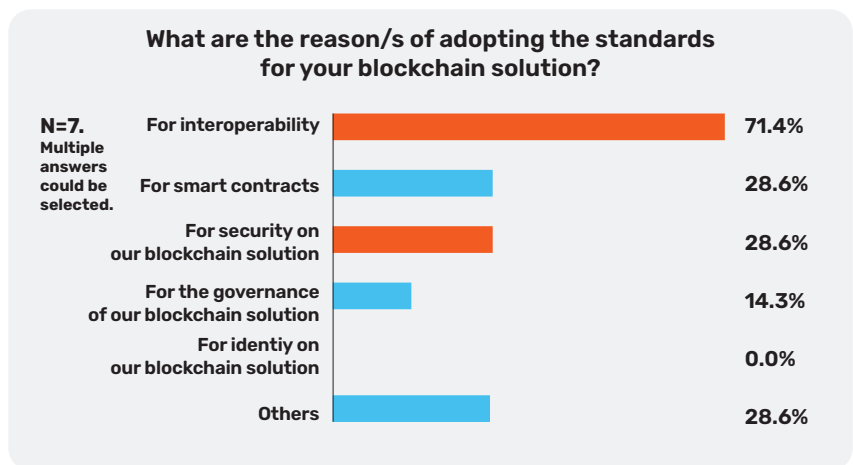 What are the reason/s of adopting the standards
for your blockchain solution?
N=7.
Multiple
answers
could be
selected.
For interoperability
71.4%
For smart contracts
28.6%
For security on
our blockchain solution
28.6%
For the governance
of our blockchain solution
14.3%
For identiy on
our blockchain solution
0.0%
Others
28.6%